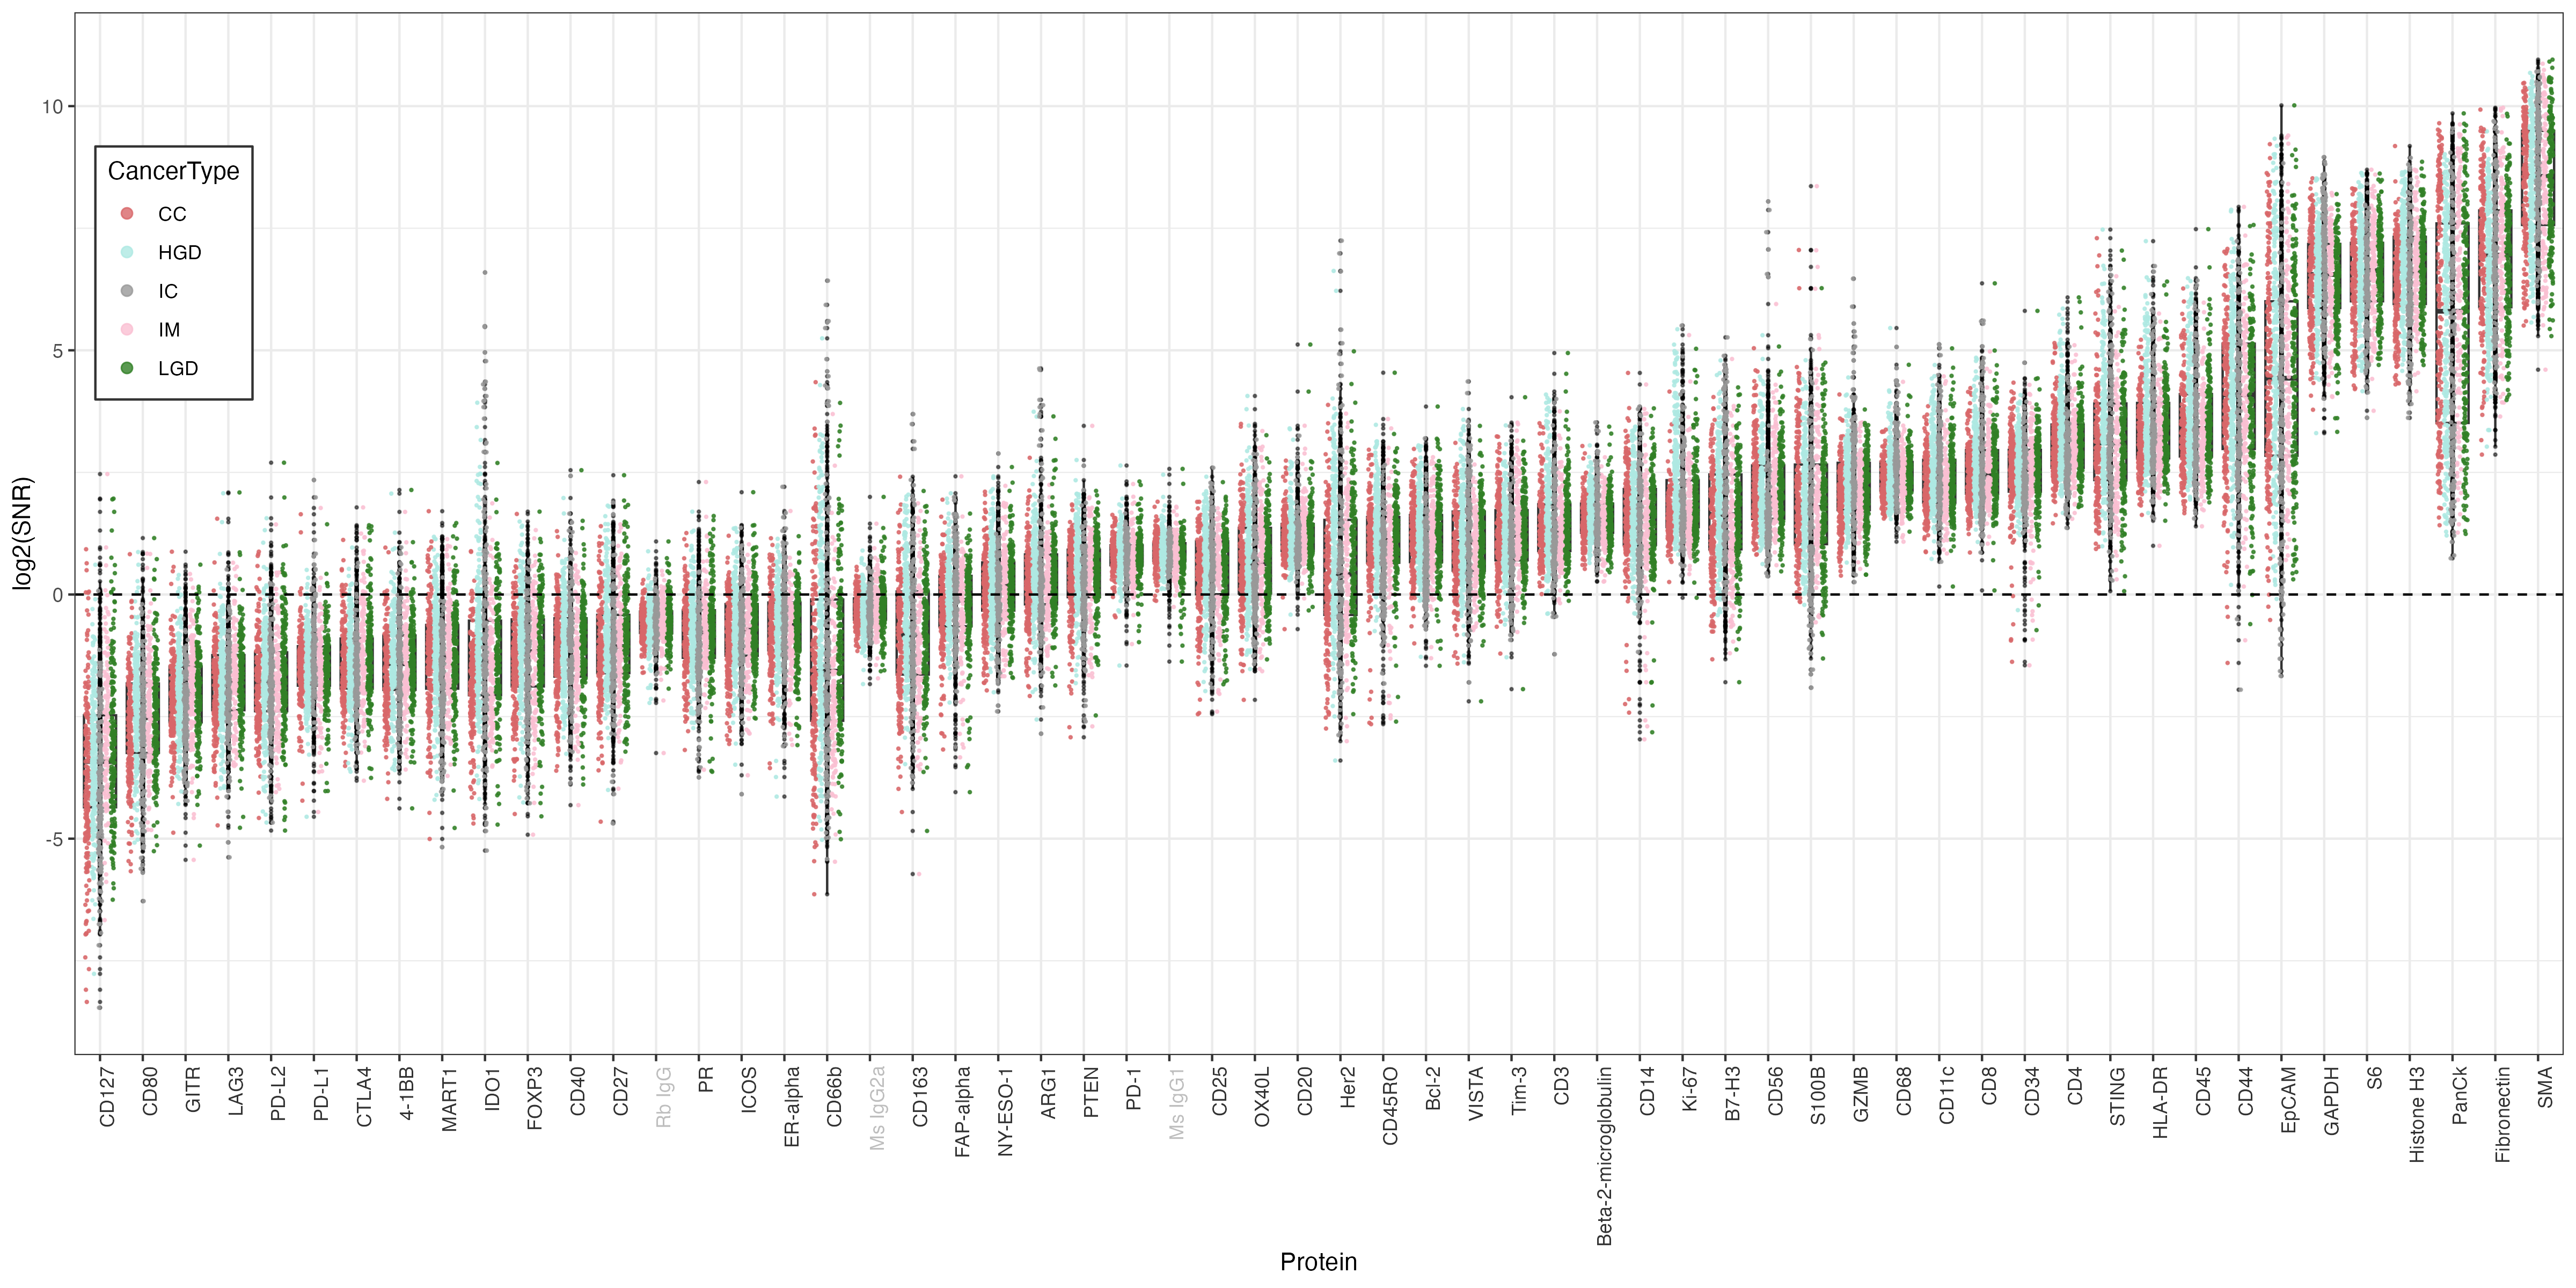 log2(SNR)
10
5
0
-5
CancerType
CC
HGD
IC
IM
LGD
CD127
CD80
GITR
LAG3
PD-L2
PD-L1
CTLA4
4-1BB
MART1
IDO1
FOXP3
CD40
CD27
Rb IgG
PR
ICOS
ER-alpha
CD66b
Ms IgG2a
CD163
FAP-alpha
NY-ESO-1
ARG1
PTEN
PD-1
Ms IgG1
CD25
OX40L
CD20
Her2
CD45RO
Bcl-2
VISTA
Tim-3
CD3
Beta-2-microglobulin
CD14
Ki-67
B7-H3
CD56
S100B
GZMB
CD68
CD11c
CD8
CD34
CD4
STING
HLA-DR
CD45
CD44
EpCAM
GAPDH
S6
Histone H3
PanCk
Fibronectin
SMA
Protein